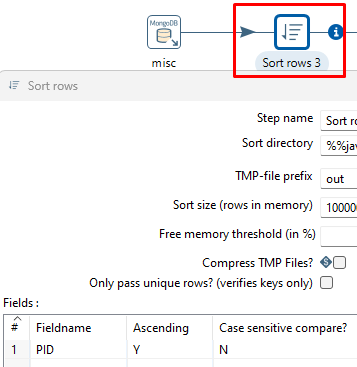 MongoDB
misc
Sort rows 3
Sort rows
Step name Sort ro
Sort directory %%jav
TMP-file prefix out
Sort size (rows in memory) 100000
Free memory threshold (in %)
Compress TMP Files? S
Only pass unique rows? (verifies keys only)
Fields :
# Fieldname Ascending Case sensitive compare?
1 PID Y N